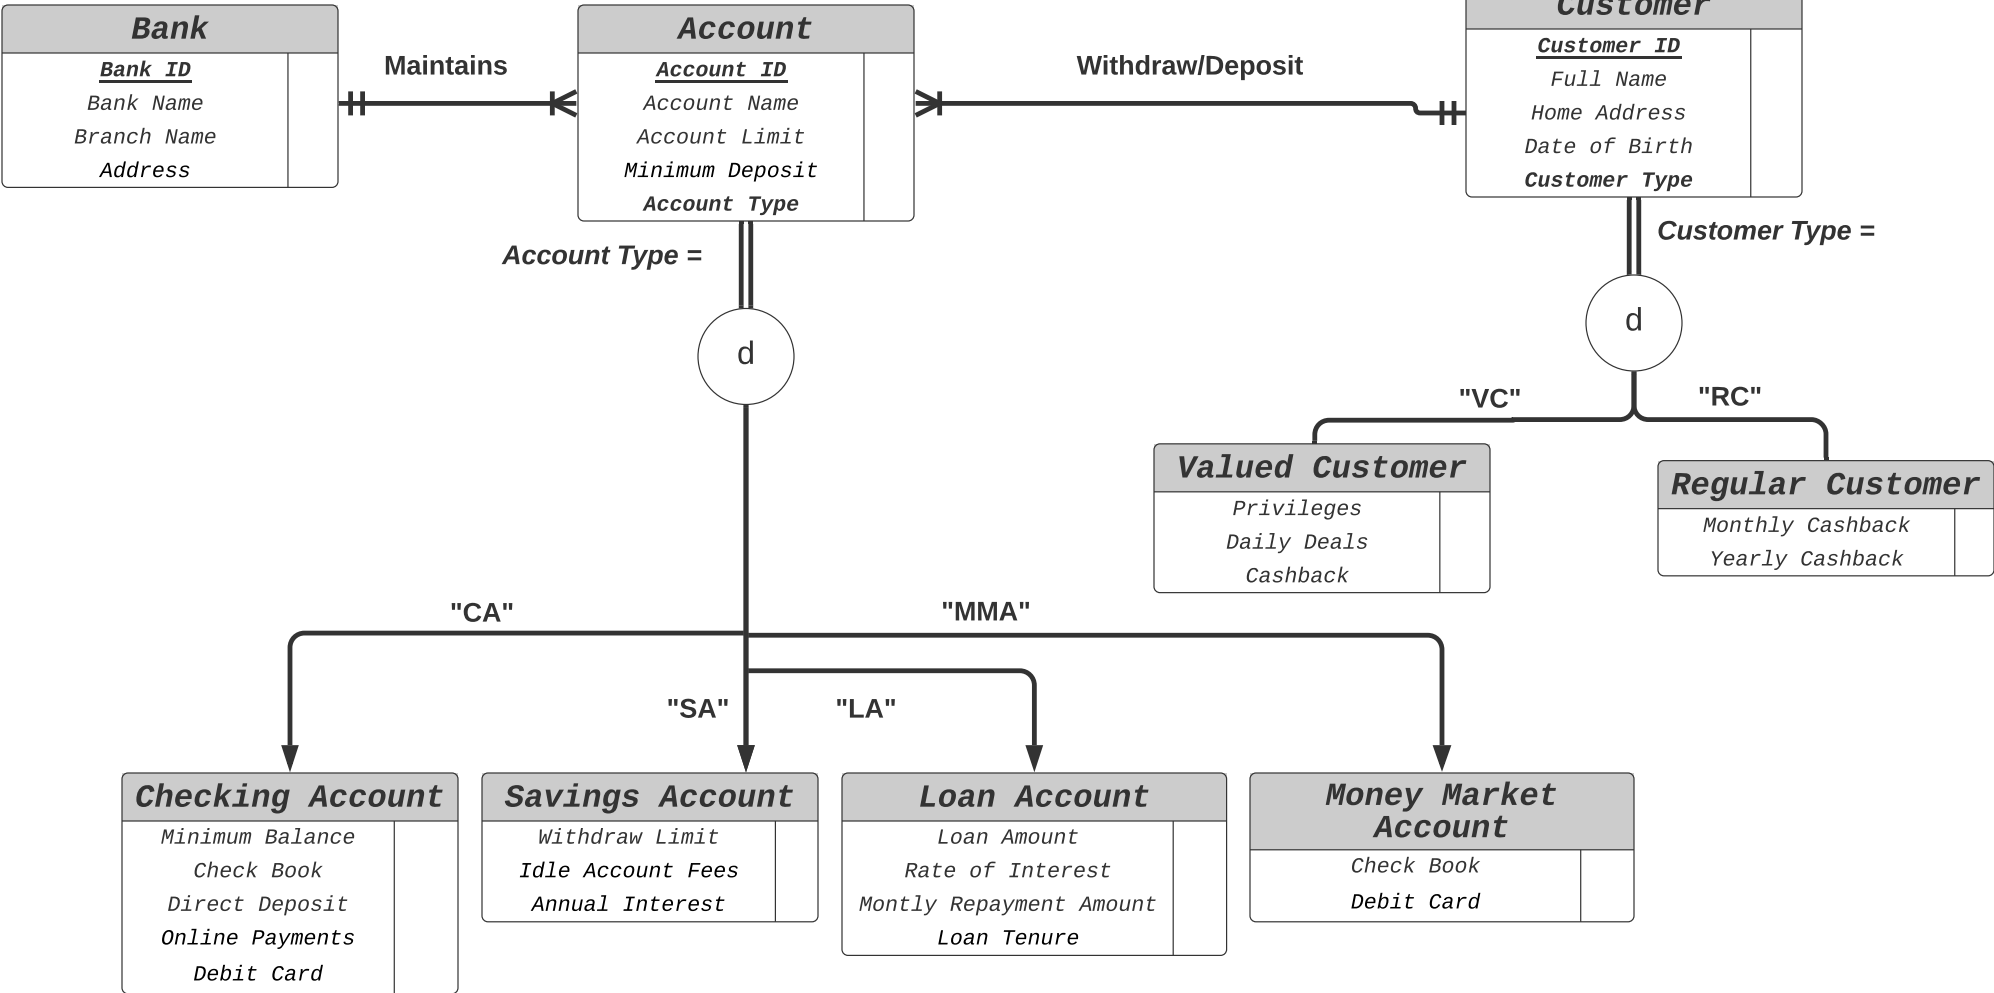 Bank
Bank ID
Bank Name
Branch Name
Address
Maintains
Account
Account ID
Account Name
Account Limit
Minimum Deposit
Account Type
Withdraw/Deposit
Customer
Customer ID
Full Name
Home Address
Date of Birth
Customer Type
Account Type =
d
Customer Type =
d
"VC"
"RC"
Valued Customer
Privileges
Daily Deals
Cashback
Regular Customer
Monthly Cashback
Yearly Cashback
"CA"
"MMA"
"SA"
"LA"
Checking Account
Minimum Balance
Check Book
Direct Deposit
Online Payments
Debit Card
Savings Account
Withdraw Limit
Idle Account Fees
Annual Interest
Loan Account
Loan Amount
Rate of Interest
Montly Repayment Amount
Loan Tenure
Money Market
Account
Check Book
Debit Card